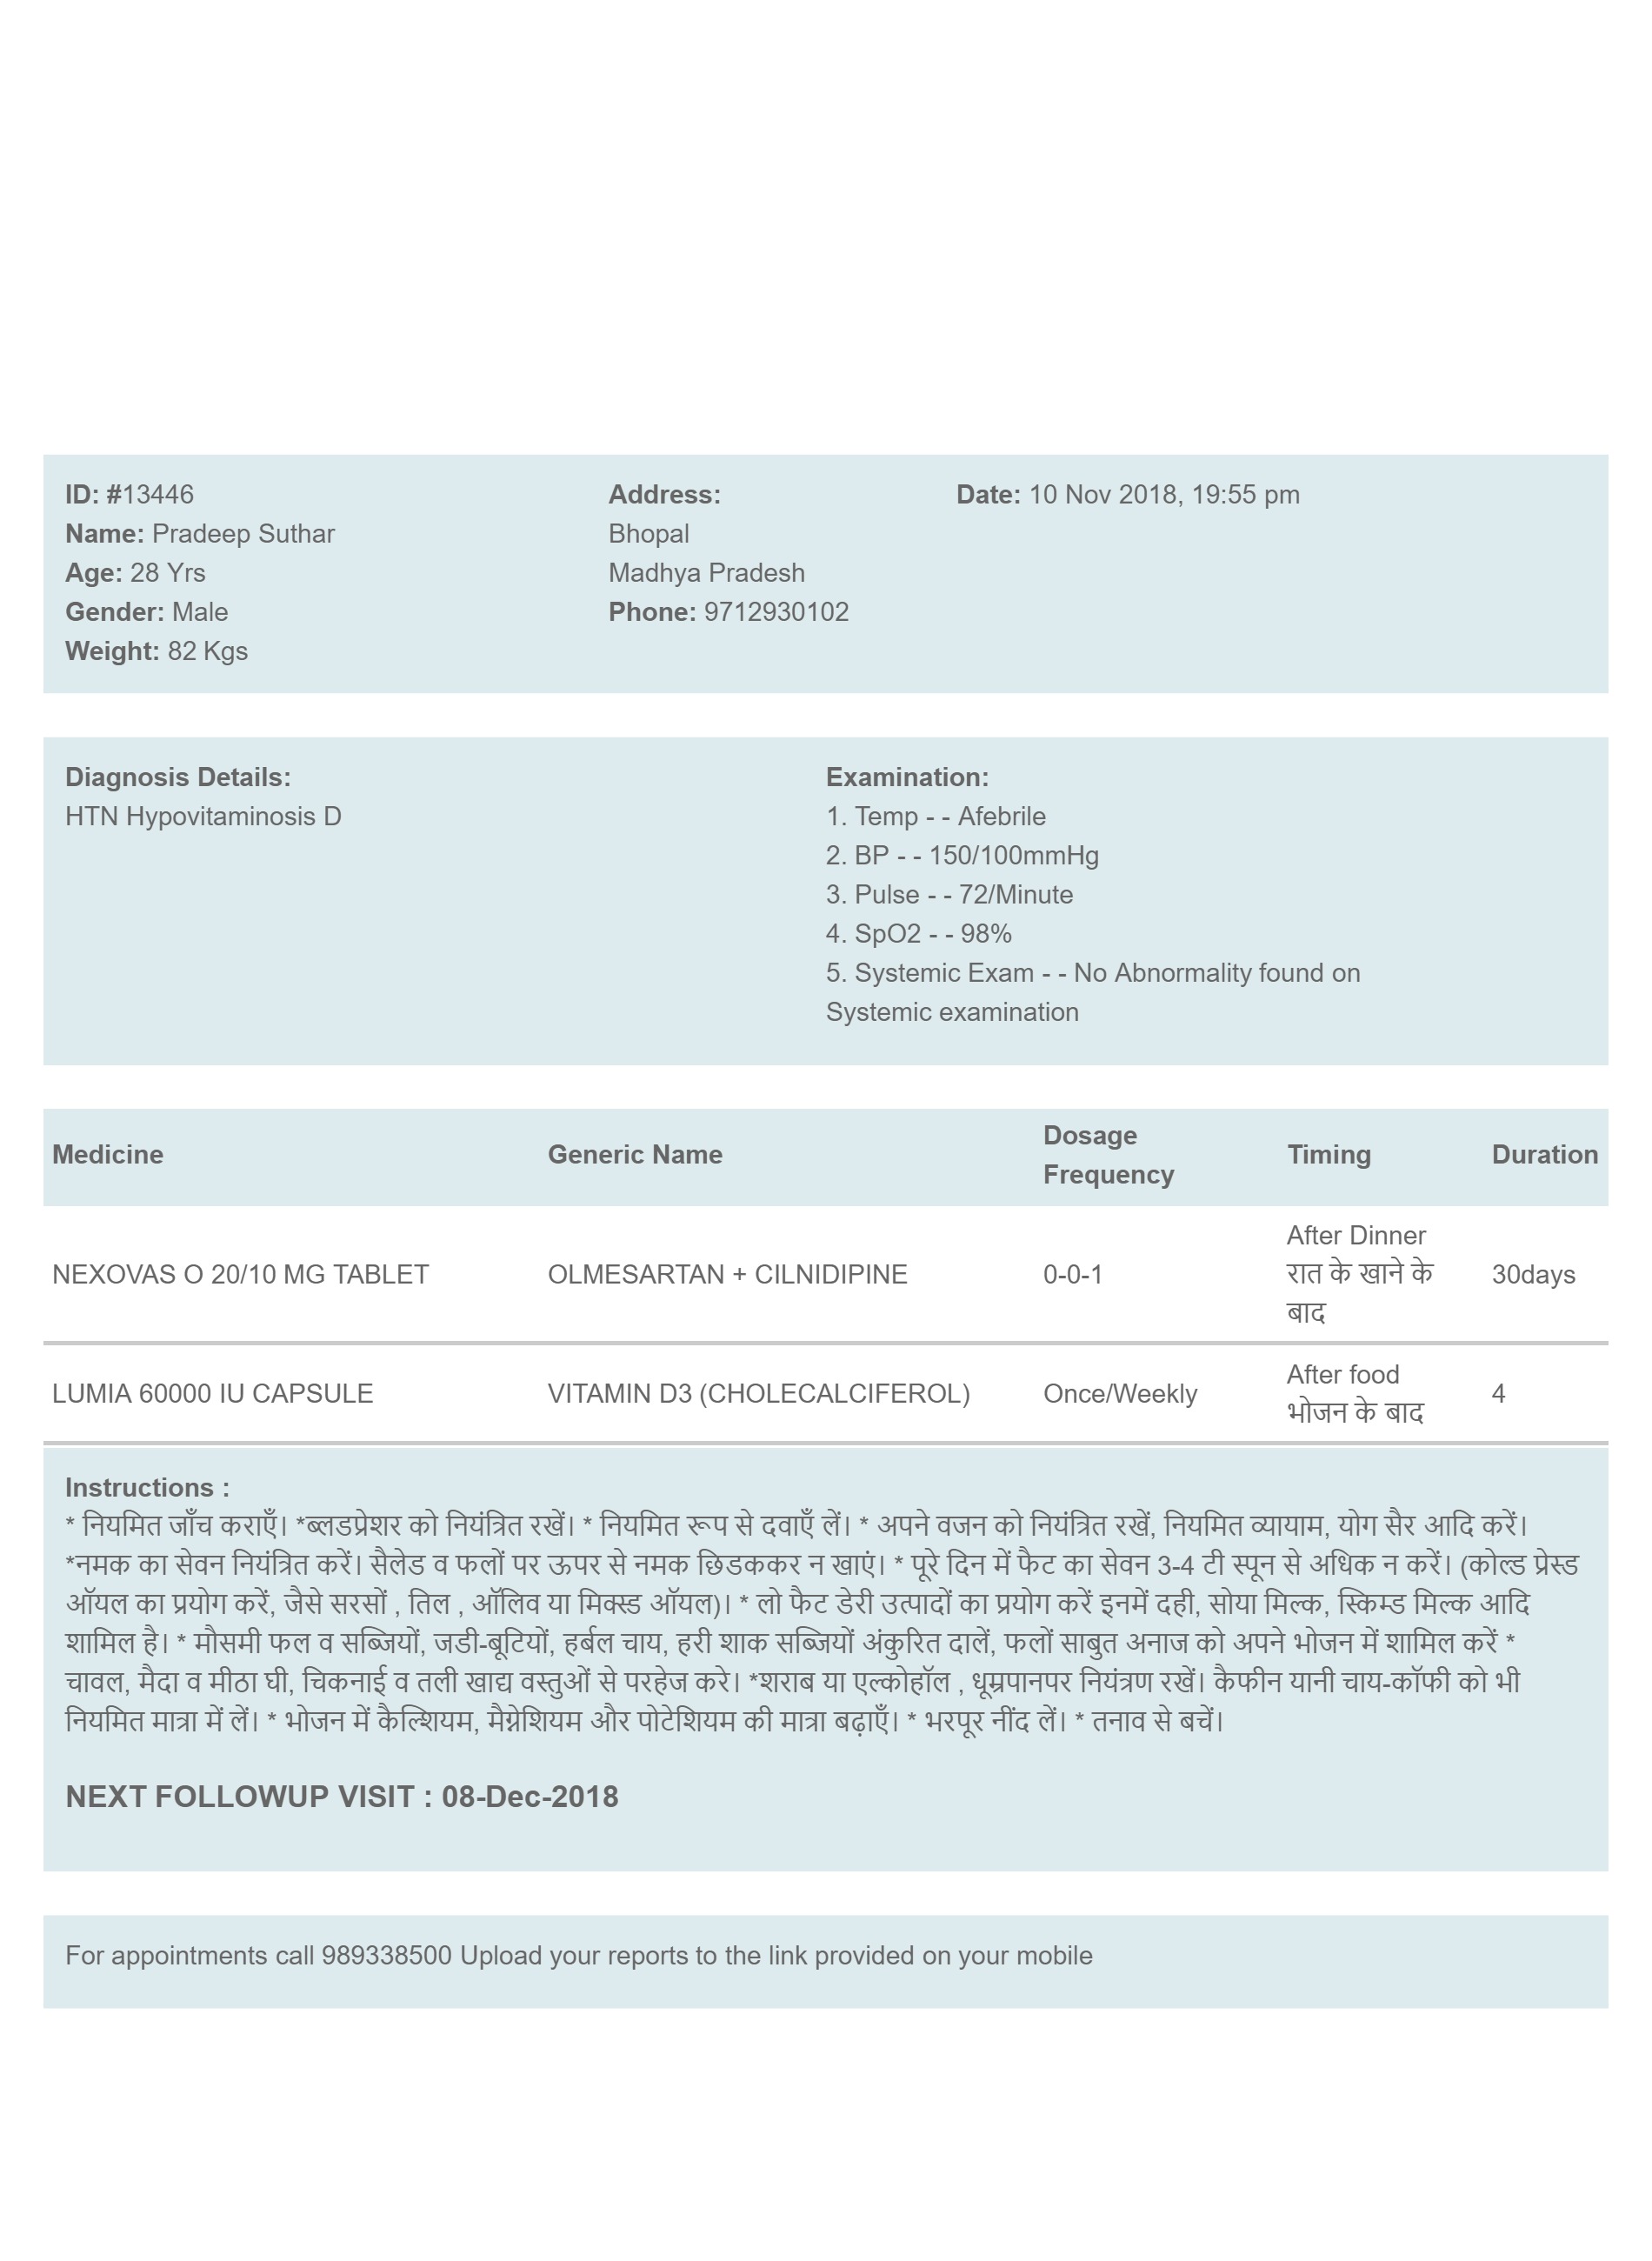 ID: #13446
Name: Pradeep Suthar
Age: 28 Yrs
Gender: Male
Weight: 82 Kgs
Address:
Bhopal
Madhya Pradesh
Phone: 9712930102
Date: 10 Nov 2018, 19:55 pm
Diagnosis Details:
HTN Hypovitaminosis D
Examination:
1. Temp - - Afebrile
2. BP - - 150/100mmHg
3. Pulse - - 72/Minute
4. SpO2 - - 98%
5. Systemic Exam - - No Abnormality found on
Systemic examination
Medicine Generic Name Dosage Frequency Timing Duration
NEXOVAS O 20/10 MG TABLET OLMESARTAN + CILNIDIPINE 0-0-1 After Dinner रात के खाने के बाद 30days
LUMIA 60000 IU CAPSULE VITAMIN D3 (CHOLECALCIFEROL) Once/Weekly After food भोजन के बाद 4
Instructions :
* नियमित जाँच कराएँ। *ब्लडप्रेशर को नियंत्रित रखें। * नियमित रूप से दवाएँ लें। * अपने वजन को नियंत्रित रखें, नियमित व्यायाम, योग सैर आदि करें।
*नमक का सेवन नियंत्रित करें। सैलेड व फलों पर ऊपर से नमक छिडककर न खाएं। * पूरे दिन में फैट का सेवन 3-4 टी स्पून से अधिक न करें। (कोल्ड प्रेस्ड
ऑयल का प्रयोग करें, जैसे सरसों , तिल , ऑलिव या मिक्स्ड ऑयल)। * लो फैट डेरी उत्पादों का प्रयोग करें इनमें दही, सोया मिल्क, स्किम्ड मिल्क आदि
शामिल है। * मौसमी फल व सब्जियों, जडी-बूटियों, हर्बल चाय, हरी शाक सब्जियों अंकुरित दालें, फलों साबुत अनाज को अपने भोजन में शामिल करें *
चावल, मैदा व मीठा घी, चिकनाई व तली खाद्य वस्तुओं से परहेज करे। *शराब या एल्कोहॉल , धूम्रपानपर नियंत्रण रखें। कैफीन यानी चाय-कॉफी को भी
नियमित मात्रा में लें। * भोजन में कैल्शियम, मैग्नेशियम और पोटेशियम की मात्रा बढ़ाएँ। * भरपूर नींद लें। * तनाव से बचें।
NEXT FOLLOWUP VISIT : 08-Dec-2018
For appointments call 989338500 Upload your reports to the link provided on your mobile